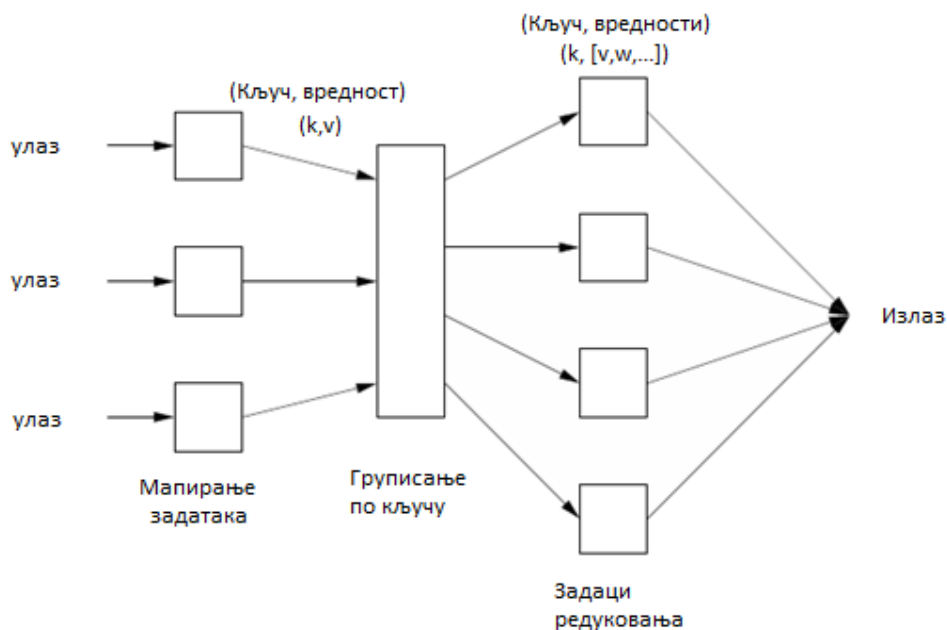 (Кључ, вредности)
(k, [v,w,...])
(Кључ, вредност)
(k,v)
улаз
улаз
Излаз
улаз
Мапирање
задатака
Груписање
по кључу
Задаци
редуковања